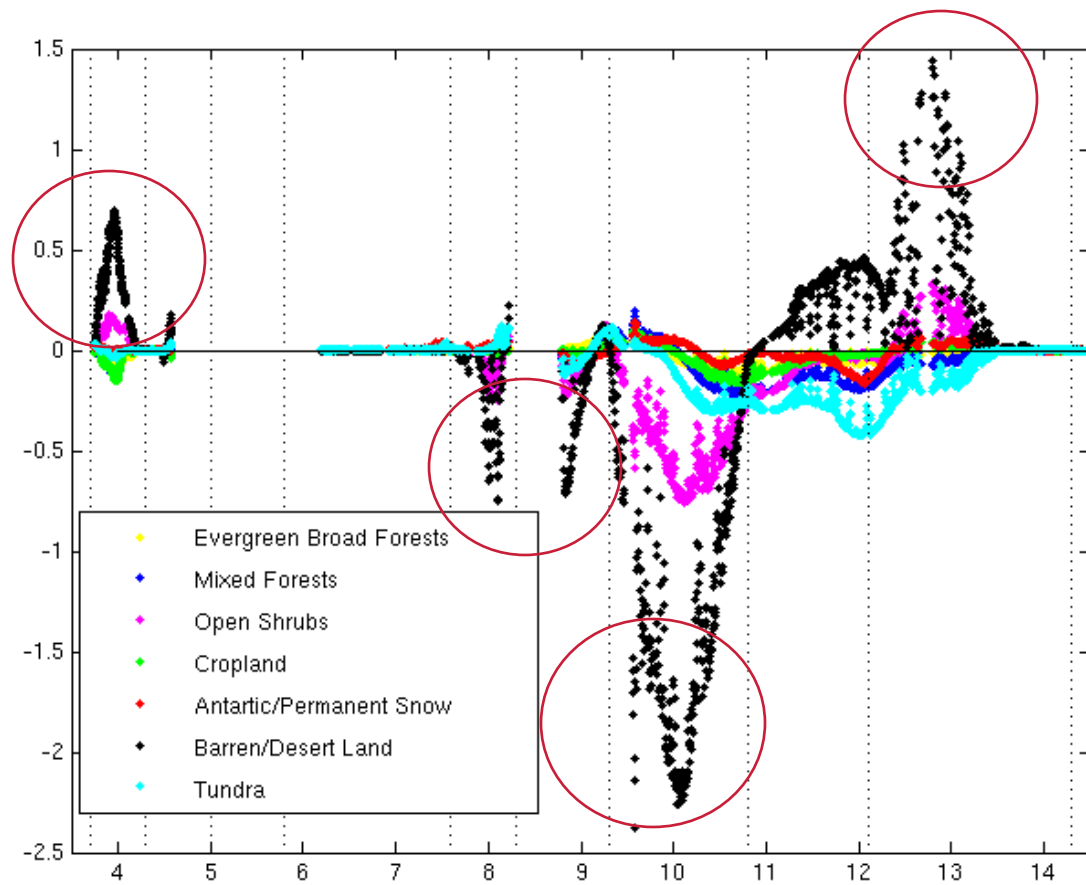 1.5
1
0.5
0
-0.5
-1
-1.5
-2
-2.5
Evergreen Broad Forests
Mixed Forests
Open Shrubs
Cropland
Antartic/Permanent Snow
Barren/Desert Land
Tundra
4 5 6 7 8 9 10 11 12 13 14